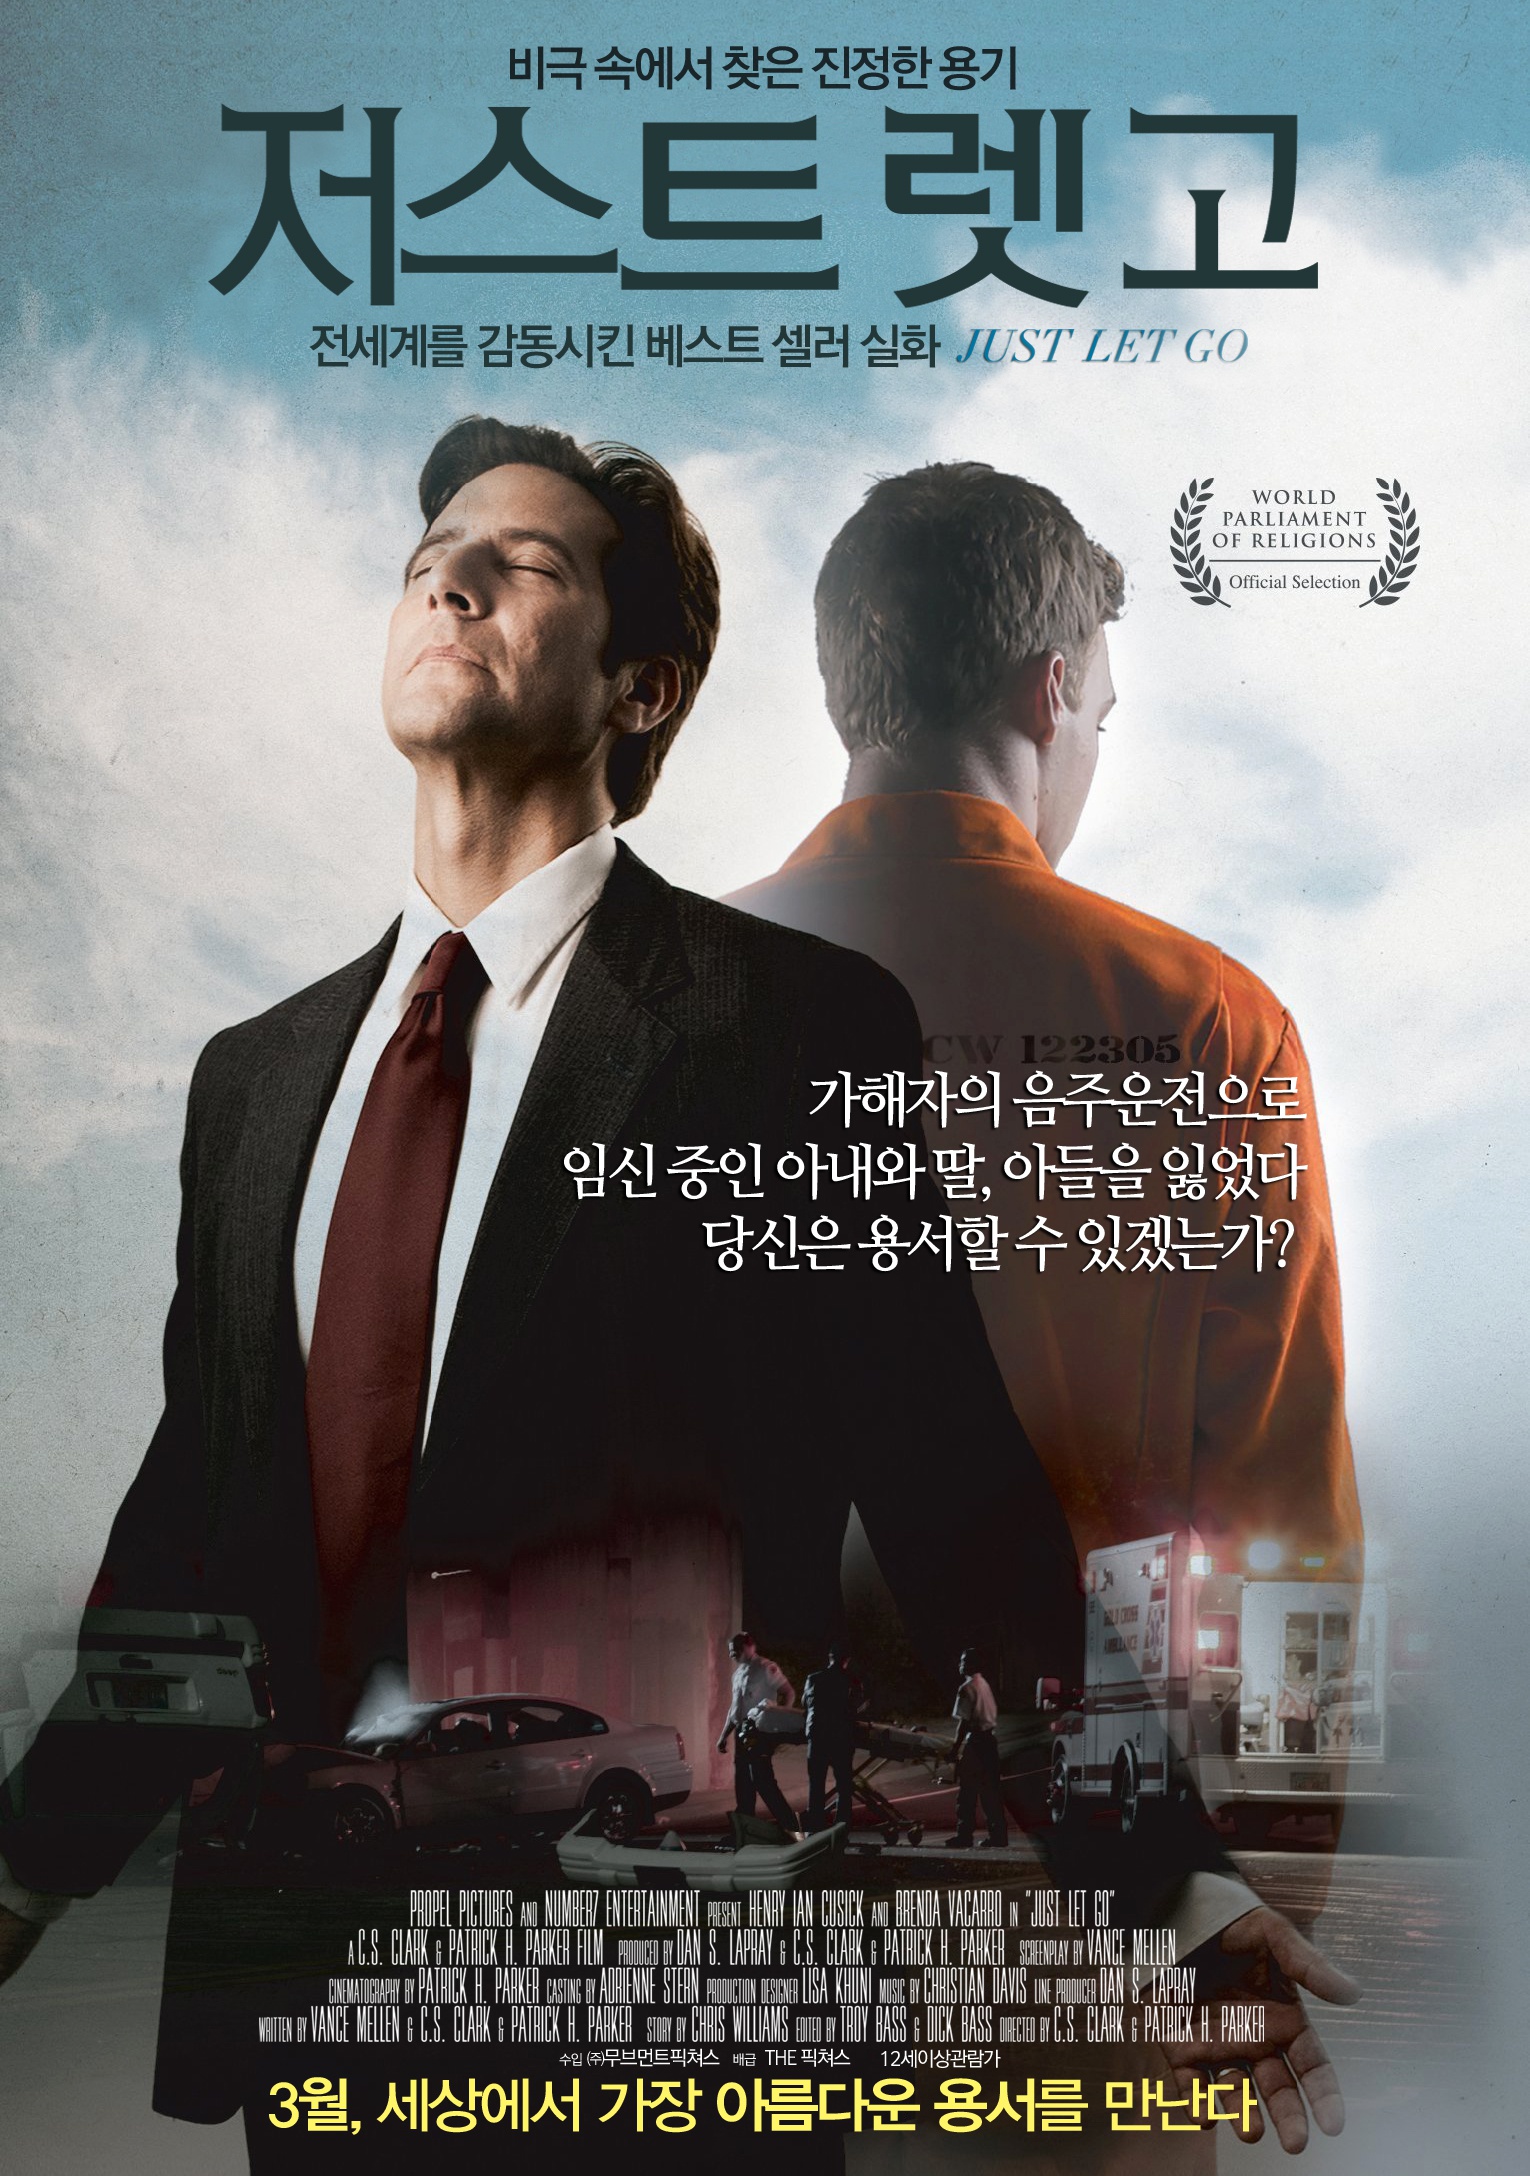 비극 속에서 찾은 진정한 용기
저스트 렛 고
전세계를 감동시킨 베스트 셀러 실화 JUST LET GO
WORLD
PARLIAMENT
OF RELIGIONS
Official Selection
CW 122305
가해자의 음주운전으로
임신 중인 아내와 딸, 아들을 잃었다
당신은 용서할 수 있겠는가?
GOLD CROSS
AMBULANCE
PROPEL PICTURES AND NUMBER7 ENTERTAINMENT PRESENT HENRY IAN CUSICK AND BRENDA VACARRO IN "JUST LET GO"
A C.S. CLARK & PATRICK H. PARKER FILM PRODUCED BY DAN S. LAPRAY & C.S. CLARK & PATRICK H. PARKER SCREENPLAY BY VANCE MELLEN
CINEMATOGRAPHY BY PATRICK H. PARKER CASTING BY ADRIENNE STERN PRODUCTION DESIGNER LISA KHUNI MUSIC BY CHRISTIAN DAVIS LINE PRODUCER DAN S. LAPRAY
WRITTEN BY VANCE MELLEN & C.S. CLARK & PATRICK H. PARKER STORY BY CHRIS WILLIAMS EDITED BY TROY BASS & DICK BASS DIRECTED BY C.S. CLARK & PATRICK H. PARKER
수입 ㈜무브먼트픽쳐스 배급 THE 픽쳐스 12세이상관람가
3월, 세상에서 가장 아름다운 용서를 만난다